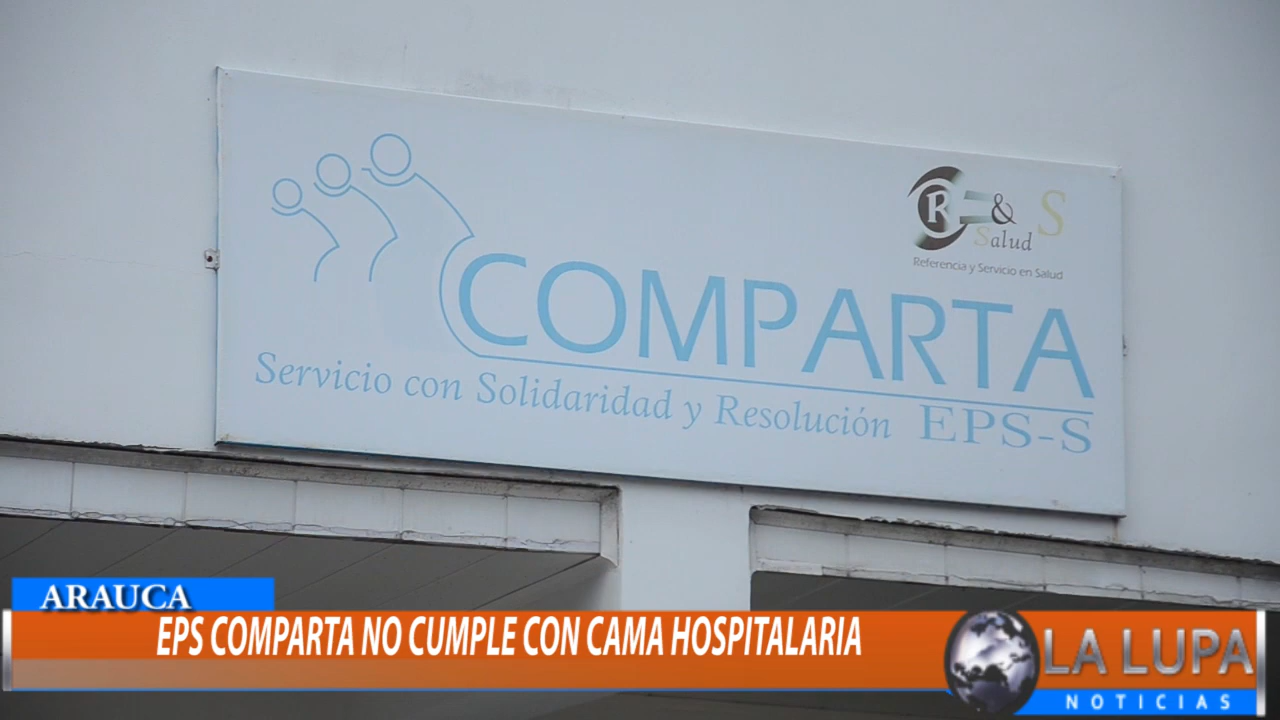 R & S
Salud
Referencia y Servicio en Salud
COMPARTA
Servicio con Solidaridad y Resolución EPS-S
ARAUCA
EPS COMPARTA NO CUMPLE CON CAMA HOSPITALARIA
LA LUPA
NOTICIAS